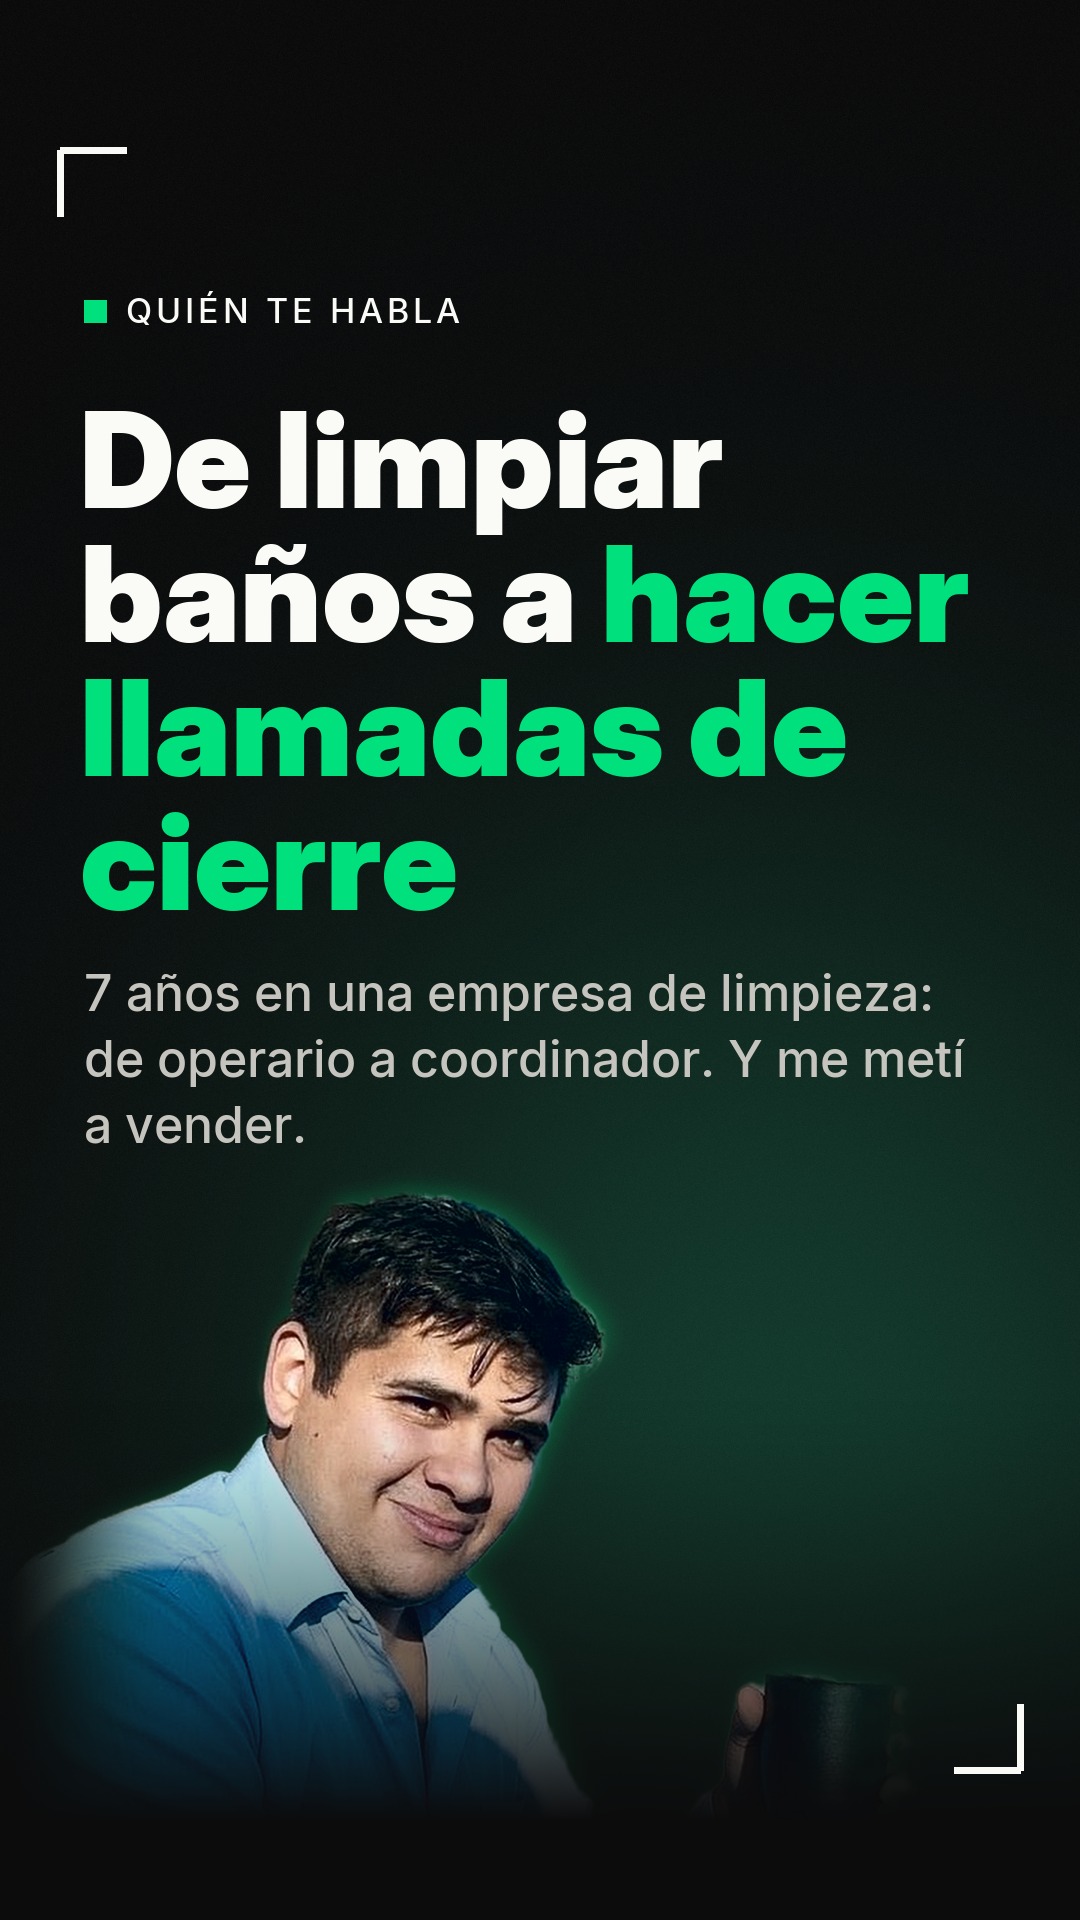 QUIÉN TE HABLA
De limpiar
baños a hacer
llamadas de
cierre
7 años en una empresa de limpieza:
de operario a coordinador. Y me metí
a vender.